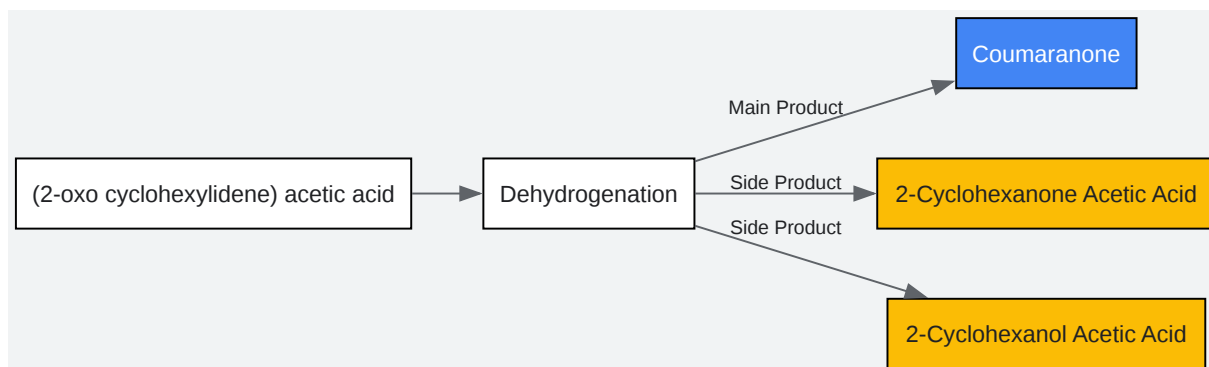 Coumaranone
Main Product
(2-oxo cyclohexylidene) acetic acid
Dehydrogenation
Side Product
2-Cyclohexanone Acetic Acid
Side Product
2-Cyclohexanol Acetic Acid